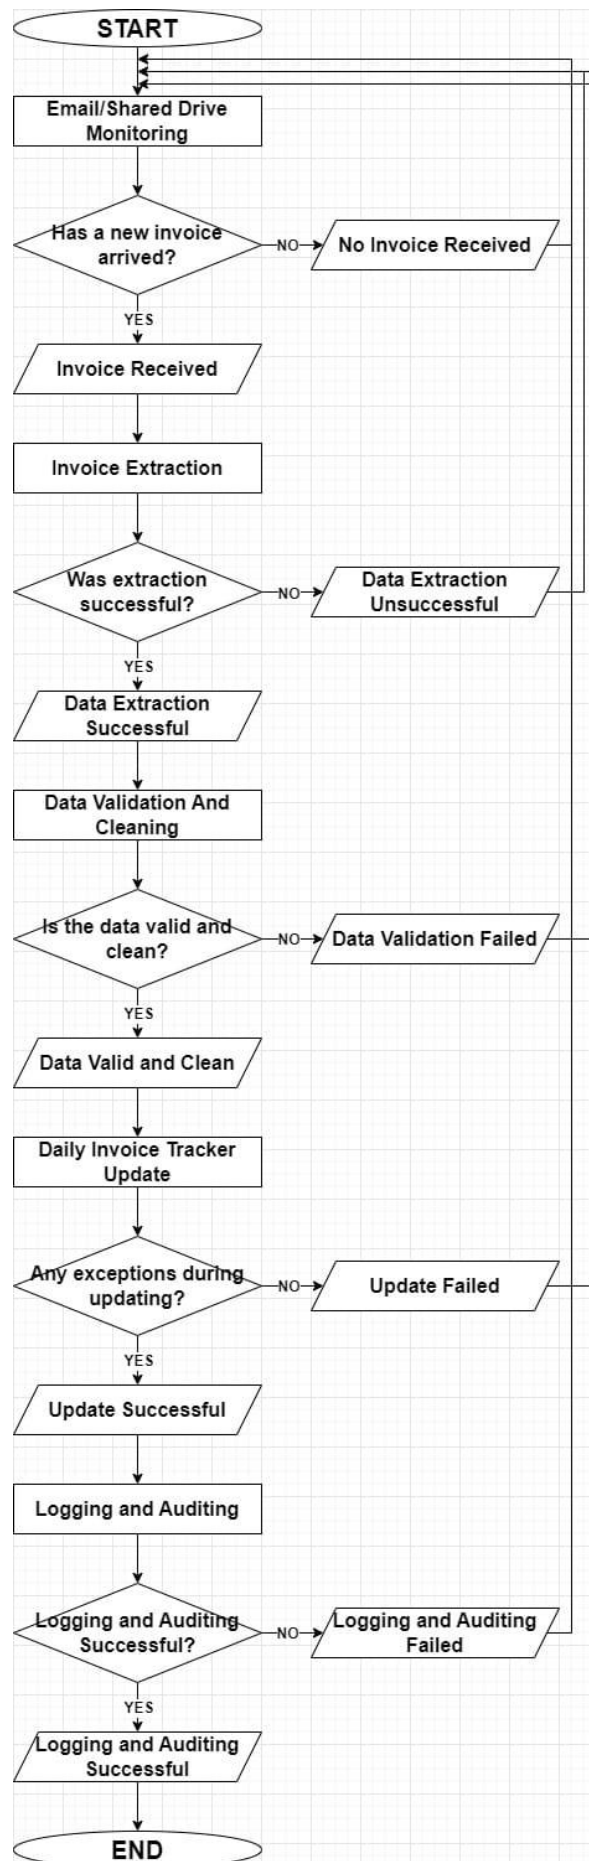 START
Email/Shared Drive
Monitoring
Has a new invoice
arrived?
NO
No Invoice Received
YES
Invoice Received
Invoice Extraction
Was extraction
successful?
NO
Data Extraction
Unsuccessful
YES
Data Extraction
Successful
Data Validation And
Cleaning
Is the data valid and
clean?
NO
Data Validation Failed
YES
Data Valid and Clean
Daily Invoice Tracker
Update
Any exceptions during
updating?
NO
Update Failed
YES
Update Successful
Logging and Auditing
Logging and Auditing
Successful?
NO
Logging and Auditing
Failed
YES
Logging and Auditing
Successful
END